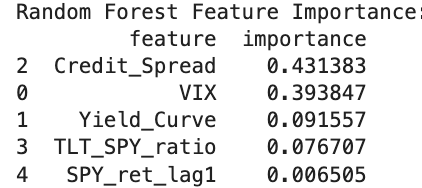 Random Forest Feature Importance:
feature importance
2 Credit_Spread 0.431383
0 VIX 0.393847
1 Yield_Curve 0.091557
3 TLT_SPY_ratio 0.076707
4 SPY_ret_lag1 0.006505